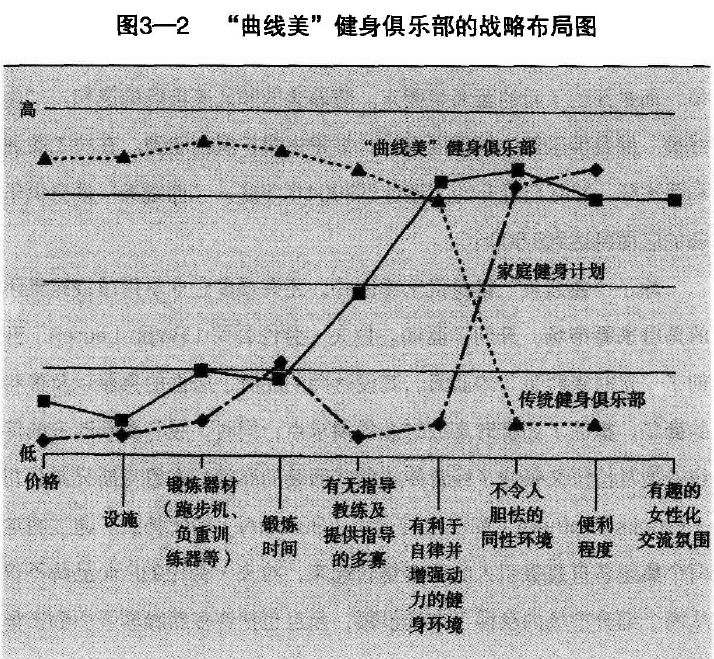 图3—2 “曲线美”健身俱乐部的战略布局图
高
“曲线美”健身俱乐部
家庭健身计划
传统健身俱乐部
低
价格
设施
锻炼器材
（跑步机、
负重训
练器等）
锻炼
时间
有无指导
教练及
提供指导
的多寡
有利于
自律并
增强动
力的健
身环境
不令人
胆怯的
同性环境
便利
程度
有趣的
女性化
交流氛围